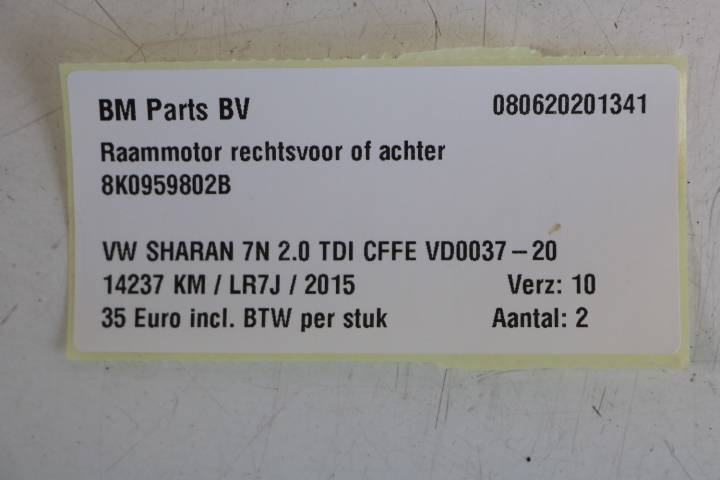 BM Parts BV 080620201341
Raammotor rechtsvoor of achter
8K0959802B
VW SHARAN 7N 2.0 TDI CFFE VD0037-20
14237 KM / LR7J / 2015 Verz: 10
35 Euro incl. BTW per stuk Aantal: 2